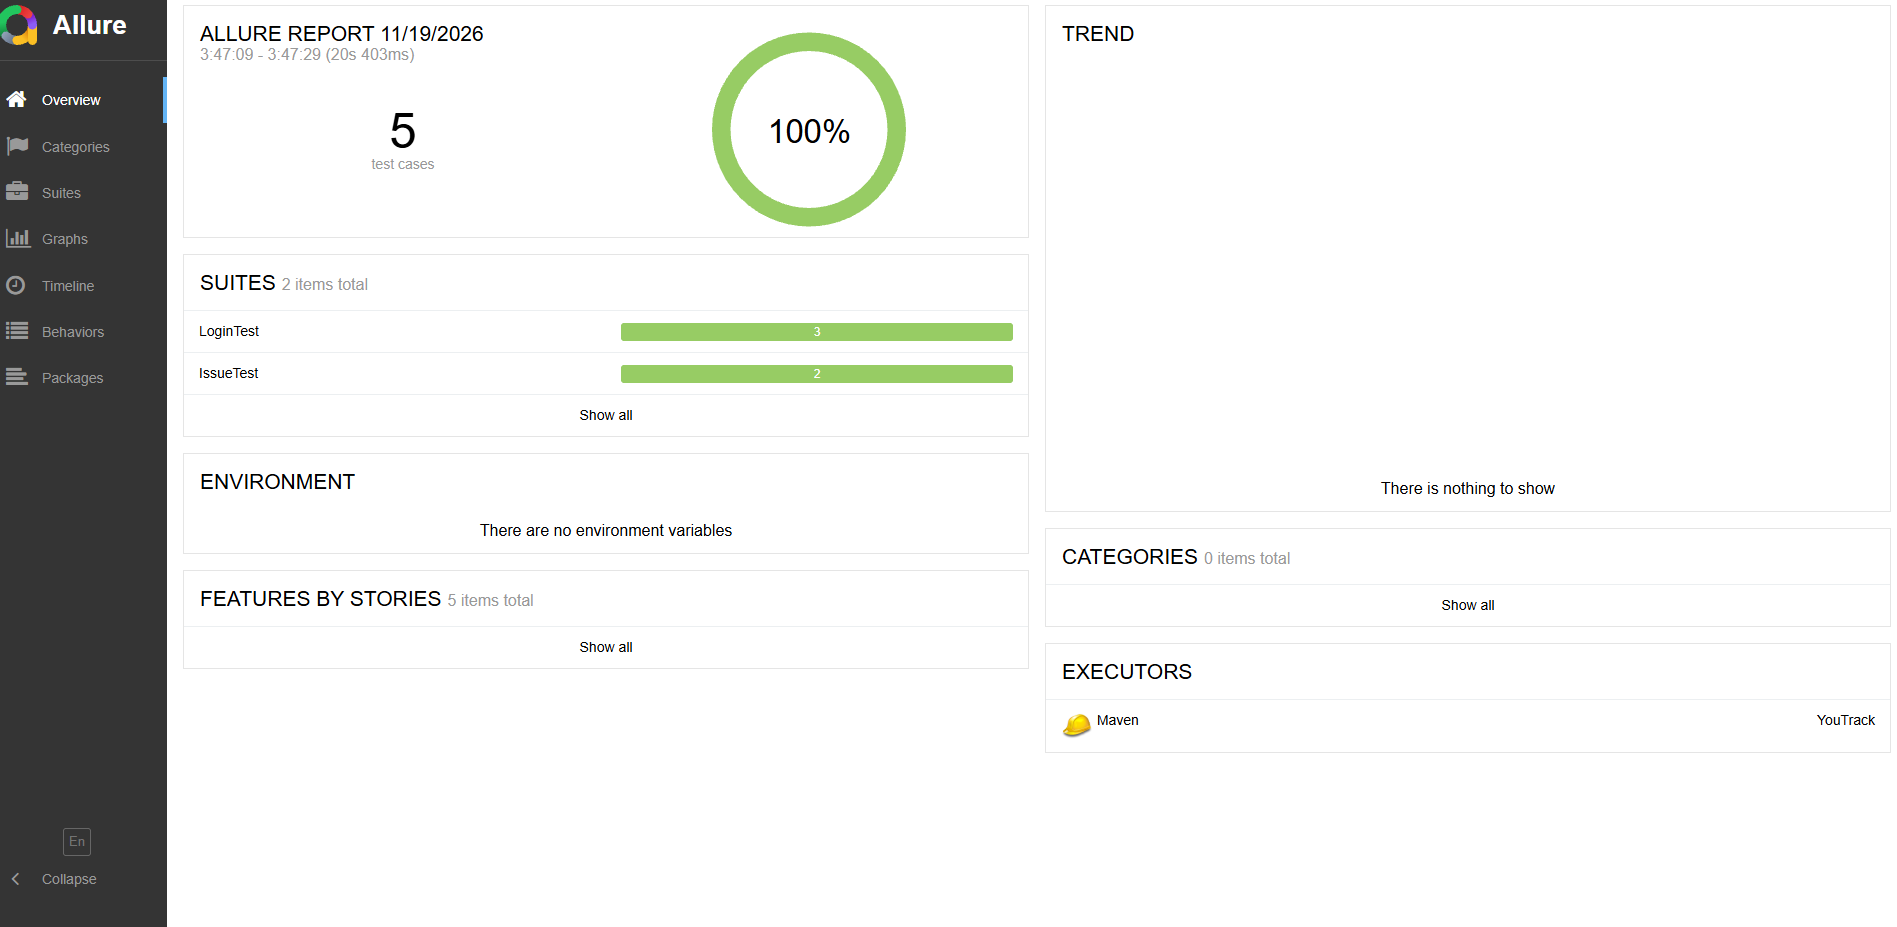 Allure
Overview
Categories
Suites
Graphs
Timeline
Behaviors
Packages
En
Collapse
ALLURE REPORT 11/19/2026
3:47:09 - 3:47:29 (20s 403ms)
5
test cases
100%
SUITES 2 items total
LoginTest 3
IssueTest 2
Show all
ENVIRONMENT
There are no environment variables
FEATURES BY STORIES 5 items total
Show all
TREND
There is nothing to show
CATEGORIES 0 items total
Show all
EXECUTORS
Maven YouTrack